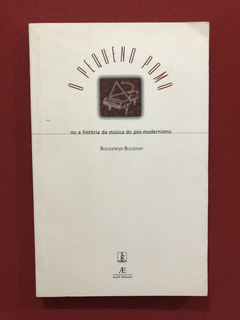 O PEQUENO POMO
ou a história da música do pós-modernismo
BOUDEWIJN BUCKINX
Æ